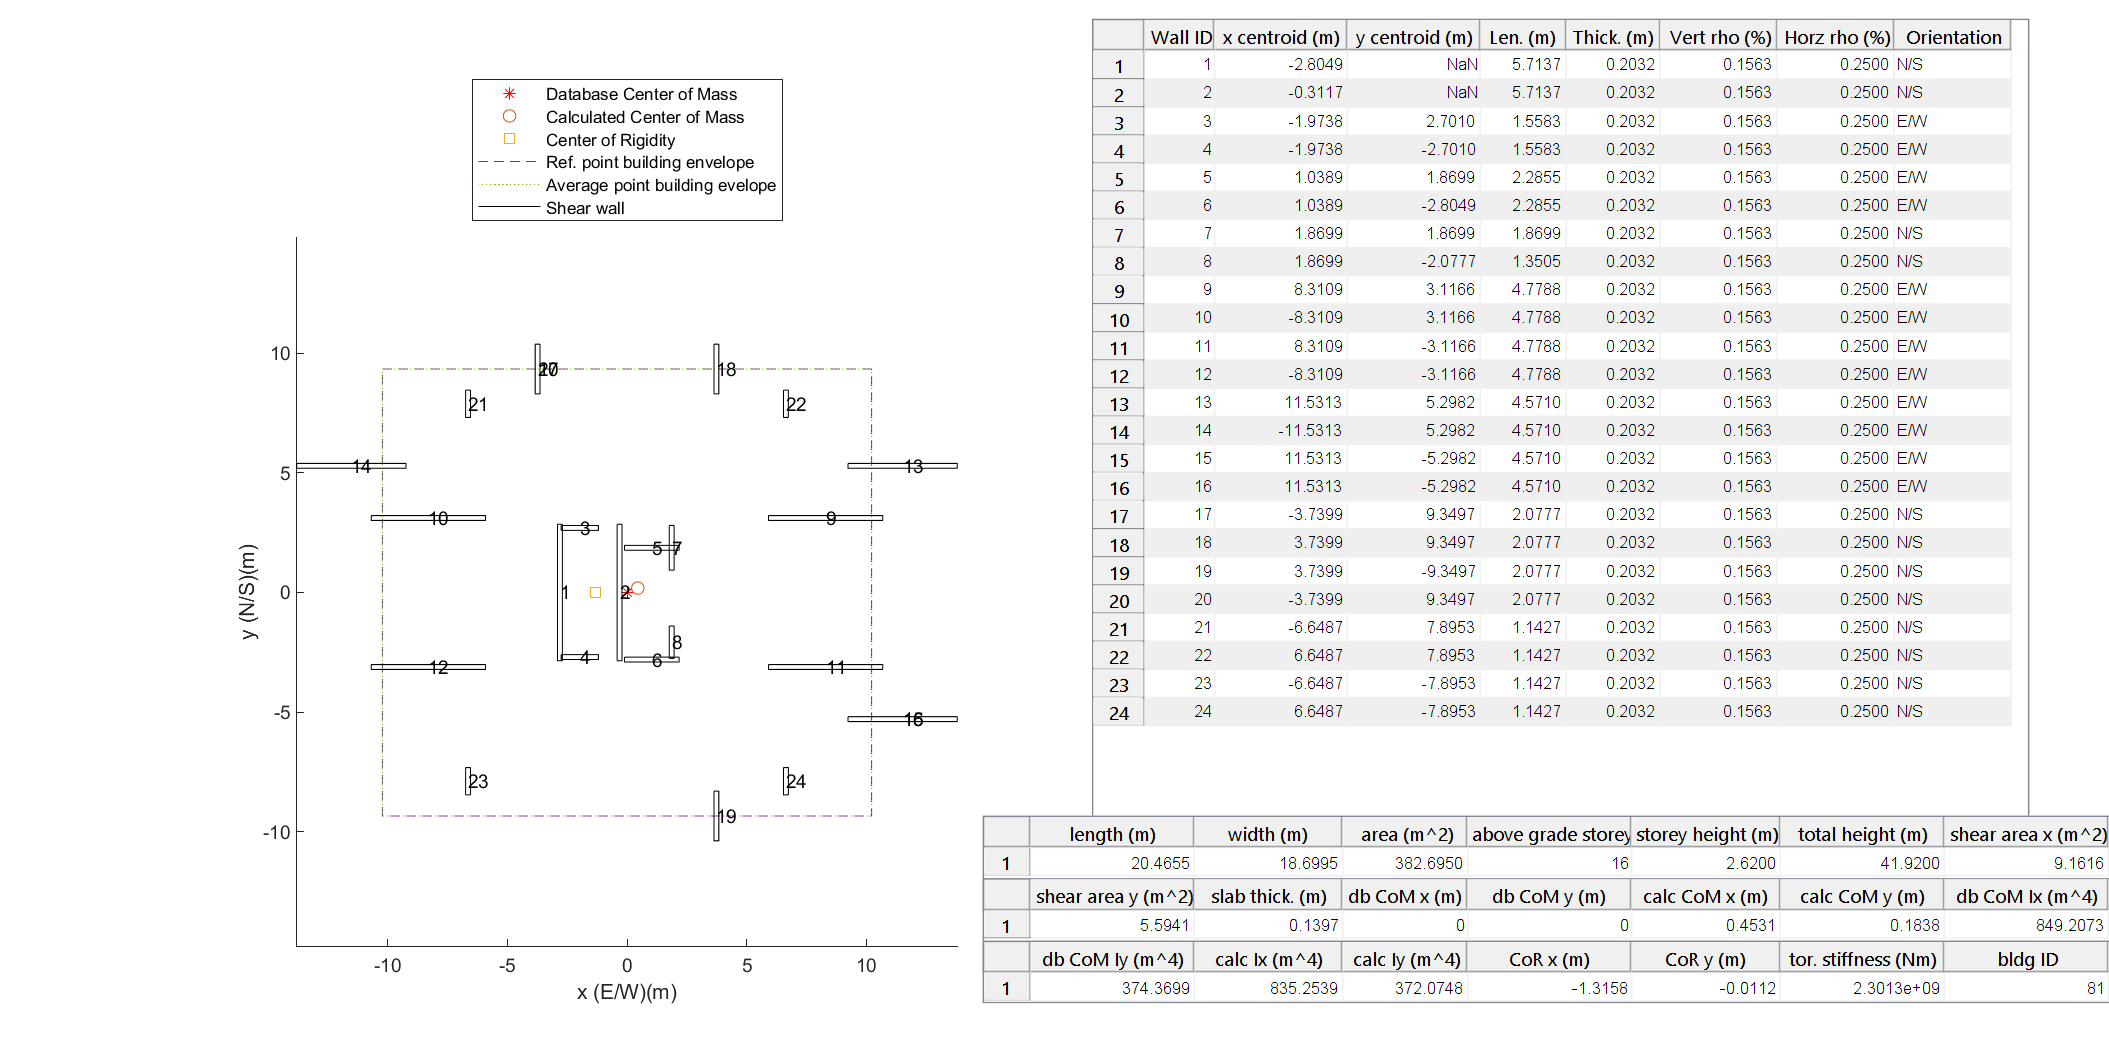 Database Center of Mass
Calculated Center of Mass
Center of Rigidity
Ref. point building envelope
Average point building evelope
Shear wall
10
5
0
-5
-10
y (N/S)(m)
-10 -5 0 5 10
x (E/W)(m)
17
20
18
21
22
14
13
10
9
3
5
7
1
2
8
4
6
12
11
15
16
23
24
19
Wall ID x centroid (m) y centroid (m) Len. (m) Thick. (m) Vert rho (%) Horz rho (%) Orientation
1 1 -2.8049 NaN 5.7137 0.2032 0.1563 0.2500 N/S
2 2 -0.3117 NaN 5.7137 0.2032 0.1563 0.2500 N/S
3 3 -1.9738 2.7010 1.5583 0.2032 0.1563 0.2500 E/W
4 4 -1.9738 -2.7010 1.5583 0.2032 0.1563 0.2500 E/W
5 5 1.0389 1.8699 2.2855 0.2032 0.1563 0.2500 E/W
6 6 1.0389 -2.8049 2.2855 0.2032 0.1563 0.2500 E/W
7 7 1.8699 1.8699 1.8699 0.2032 0.1563 0.2500 N/S
8 8 1.8699 -2.0777 1.3505 0.2032 0.1563 0.2500 N/S
9 9 8.3109 3.1166 4.7788 0.2032 0.1563 0.2500 E/W
10 10 -8.3109 3.1166 4.7788 0.2032 0.1563 0.2500 E/W
11 11 8.3109 -3.1166 4.7788 0.2032 0.1563 0.2500 E/W
12 12 -8.3109 -3.1166 4.7788 0.2032 0.1563 0.2500 E/W
13 13 11.5313 5.2982 4.5710 0.2032 0.1563 0.2500 E/W
14 14 -11.5313 5.2982 4.5710 0.2032 0.1563 0.2500 E/W
15 15 11.5313 -5.2982 4.5710 0.2032 0.1563 0.2500 E/W
16 16 11.5313 -5.2982 4.5710 0.2032 0.1563 0.2500 E/W
17 17 -3.7399 9.3497 2.0777 0.2032 0.1563 0.2500 N/S
18 18 3.7399 9.3497 2.0777 0.2032 0.1563 0.2500 N/S
19 19 3.7399 -9.3497 2.0777 0.2032 0.1563 0.2500 N/S
20 20 -3.7399 9.3497 2.0777 0.2032 0.1563 0.2500 N/S
21 21 -6.6487 7.8953 1.1427 0.2032 0.1563 0.2500 N/S
22 22 6.6487 7.8953 1.1427 0.2032 0.1563 0.2500 N/S
23 23 -6.6487 -7.8953 1.1427 0.2032 0.1563 0.2500 N/S
24 24 6.6487 -7.8953 1.1427 0.2032 0.1563 0.2500 N/S
length (m) width (m) area (m^2) above grade storey storey height (m) total height (m) shear area x (m^2)
1 20.4655 18.6995 382.6950 16 2.6200 41.9200 9.1616
shear area y (m^2) slab thick. (m) db CoM x (m) db CoM y (m) calc CoM x (m) calc CoM y (m) db CoM Ix (m^4)
1 5.5941 0.1397 0 0 0.4531 0.1838 849.2073
db CoM Iy (m^4) calc Ix (m^4) calc Iy (m^4) CoR x (m) CoR y (m) tor. stiffness (Nm) bldg ID
1 374.3699 835.2539 372.0748 -1.3158 -0.0112 2.3013e+09 81